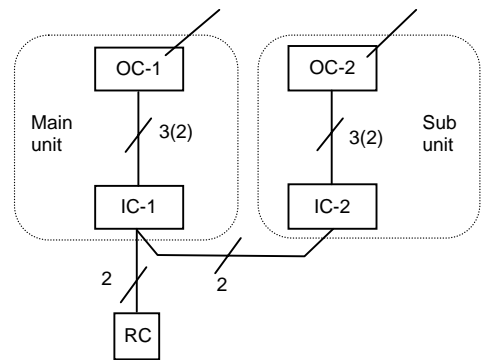 OC-1
OC-2
Main
unit
3(2)
3(2)
Sub
unit
IC-1
IC-2
2
2
RC